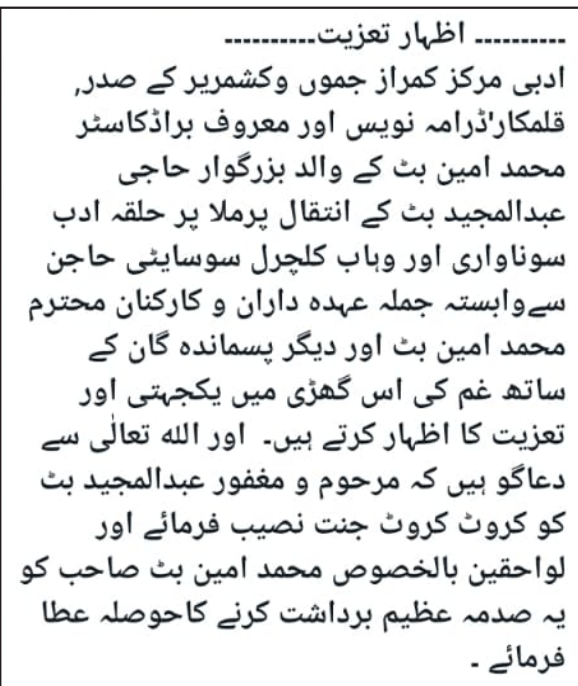 ---------- اظہار تعزیت----------
ادبی مرکز کمراز جموں وکشمریر کے صدر,
قلمکار'ڈرامہ نویس اور معروف براڈکاسٹر
محمد امین بٹ کے والد بزرگوار حاجی
عبدالمجید بٹ کے انتقال پرملا پر حلقہ ادب
سوناواری اور وہاب کلچرل سوسایٹی حاجن
سےوابستہ جملہ عہدہ داران و کارکنان محترم
محمد امین بٹ اور دیگر پسماندہ گان کے
ساتھ غم کی اس گھڑی میں یکجہتی اور
تعزیت کا اظہار کرتے ہیں۔ اور اللہ تعالٰی سے
دعاگو ہیں کہ مرحوم و مغفور عبدالمجید بٹ
کو کروٹ کروٹ جنت نصیب فرمائے اور
لواحقین بالخصوص محمد امین بٹ صاحب کو
یہ صدمہ عظیم برداشت کرنے کاحوصلہ عطا
فرمائے ۔